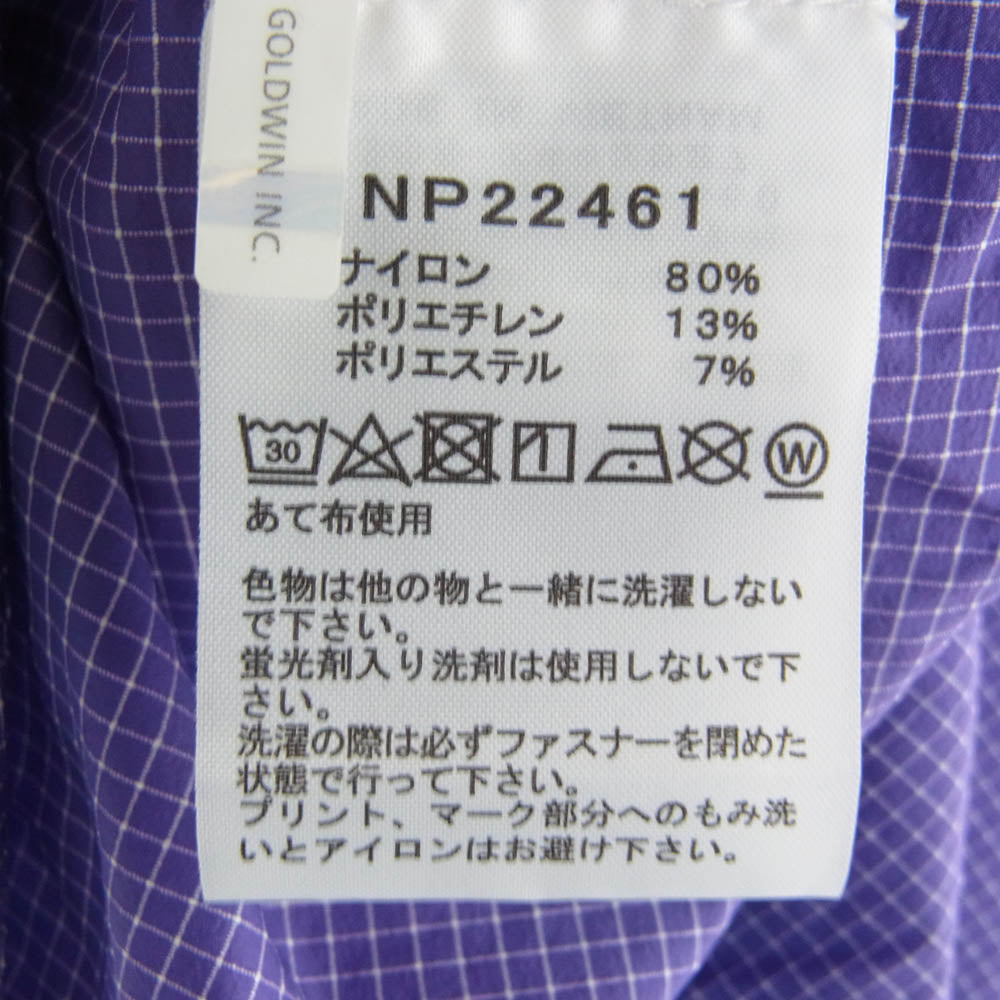 GOLDWIN INC.
NP22461
ナイロン 80%
ポリエチレン 13%
ポリエステル 7%
30 W
あて布使用
色物は他の物と一緒に洗濯しない
で下さい。
蛍光剤入り洗剤は使用しないで下
さい。
洗濯の際は必ずファスナーを閉めた
状態で行って下さい。
プリント、マーク部分へのもみ洗
いとアイロンはお避け下さい。